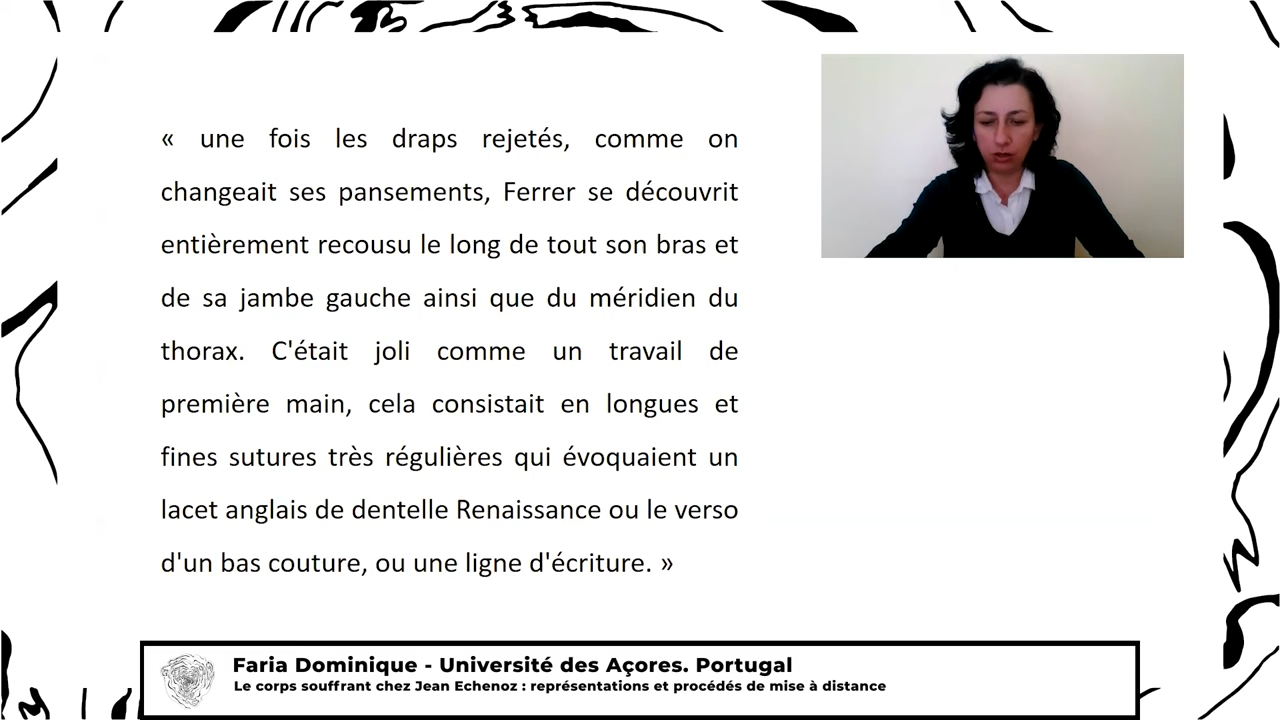 « une fois les draps rejetés, comme on
changeait ses pansements, Ferrer se découvrit
entièrement recousu le long de tout son bras et
de sa jambe gauche ainsi que du méridien du
thorax. C'était joli comme un travail de
première main, cela consistait en longues et
fines sutures très régulières qui évoquaient un
lacet anglais de dentelle Renaissance ou le verso
d'un bas couture, ou une ligne d'écriture. »
Faria Dominique - Université des Açores. Portugal
Le corps souffrant chez Jean Echenoz : représentations et procédés de mise à distance